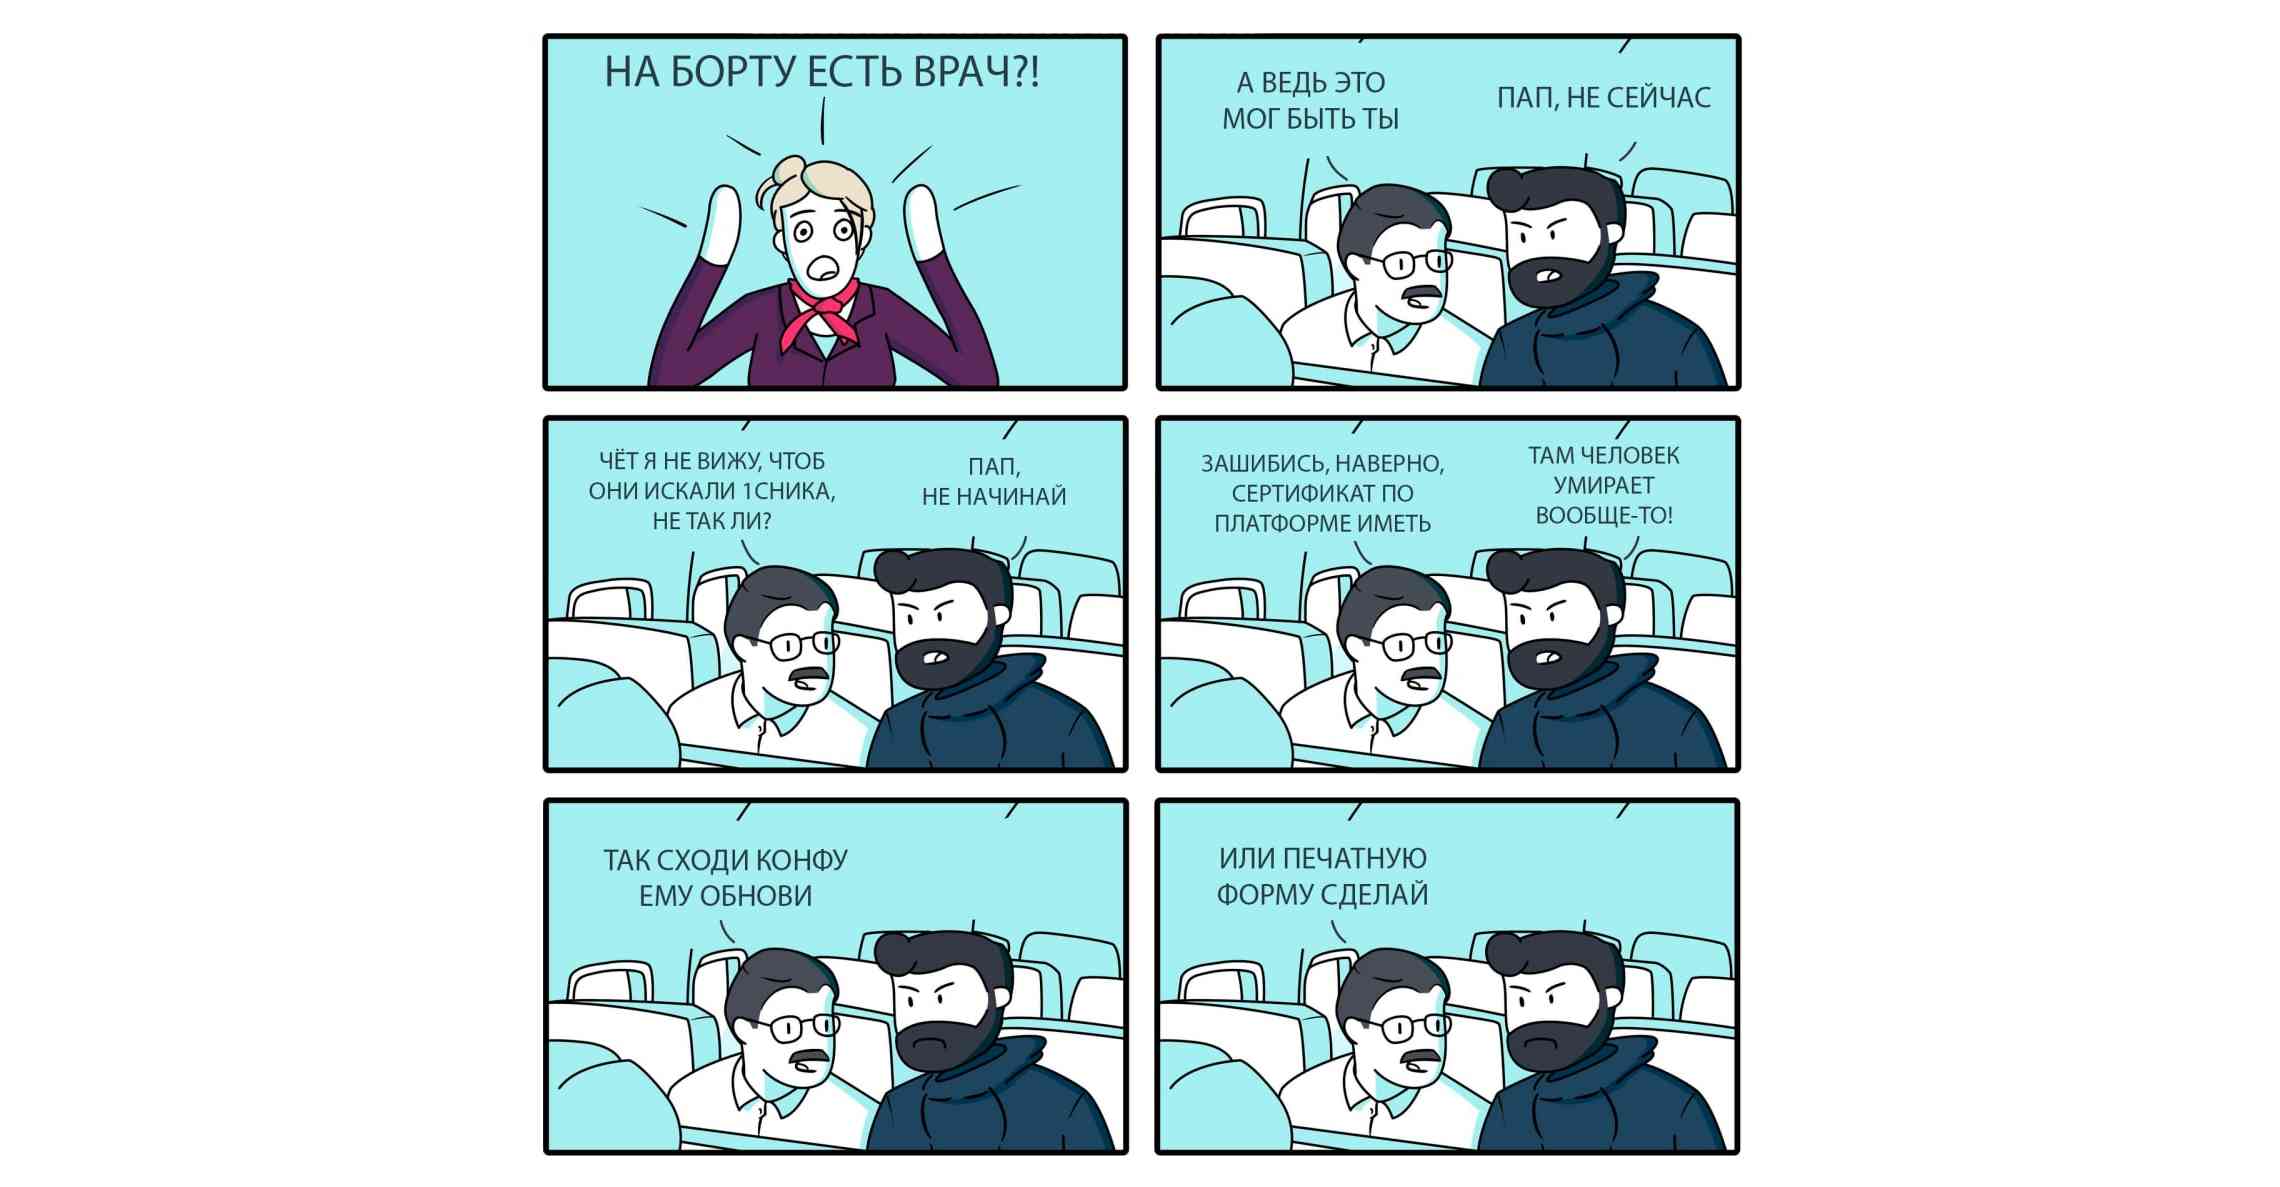 НА БОРТУ ЕСТЬ ВРАЧ?!
А ВЕДЬ ЭТО
МОГ БЫТЬ ТЫ
ПАП, НЕ СЕЙЧАС
ЧЁТ Я НЕ ВИЖУ, ЧТОБ
ОНИ ИСКАЛИ 1СНИКА,
НЕ ТАК ЛИ?
ПАП,
НЕ НАЧИНАЙ
ЗАШИБИСЬ, НАВЕРНО,
СЕРТИФИКАТ ПО
ПЛАТФОРМЕ ИМЕТЬ
ТАМ ЧЕЛОВЕК
УМИРАЕТ
ВООБЩЕ-ТО!
ТАК СХОДИ КОНФУ
ЕМУ ОБНОВИ
ИЛИ ПЕЧАТНУЮ
ФОРМУ СДЕЛАЙ